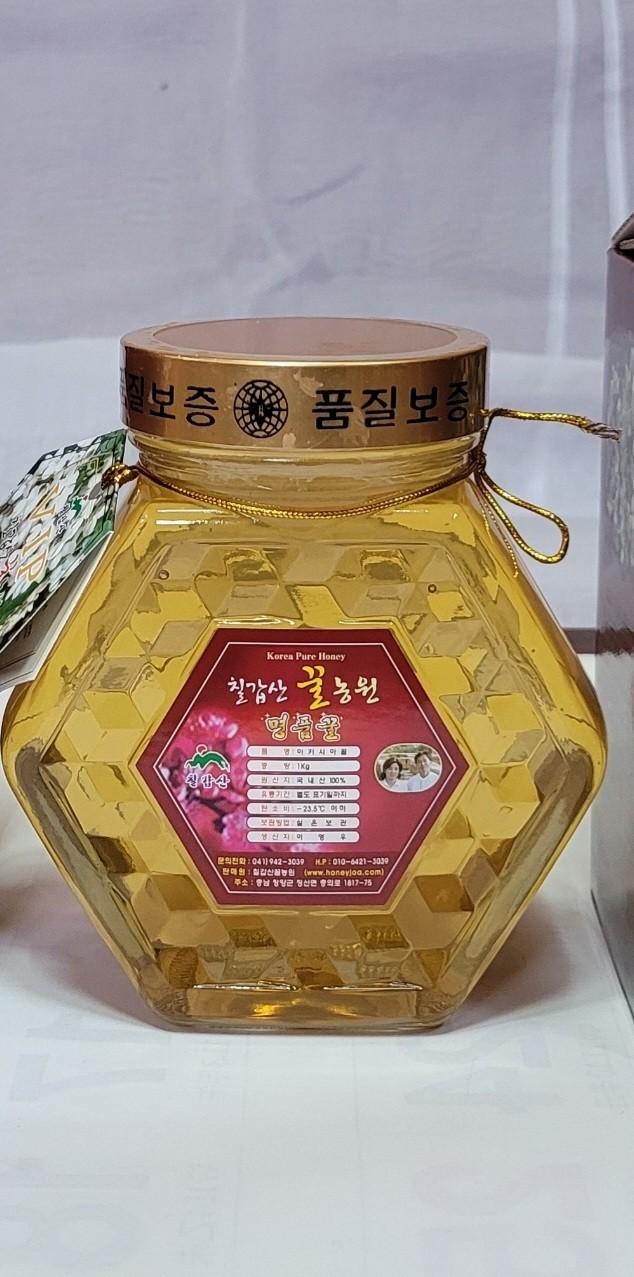 질보증 품질보증
VIP
Korea Pure Honey
칠갑산 꿀농원
명품꿀
칠갑산
품 명 : 아카시아꿀
중 량 : 1Kg
원 산 지 : 국 내 산 100%
유통기간 : 별도 표기일까지
탄 소 비 : -23.5℃ 이하
보관방법 : 실 온 보 관
생 산 지 : 이 영 우
문의전화 : 041)942-3039 H.P : 010-6421-3039
판매원 : 칠갑산꿀농원 (www.honeyjoa.com)
주소 : 충남 청양군 정산면 충의로 1817-75